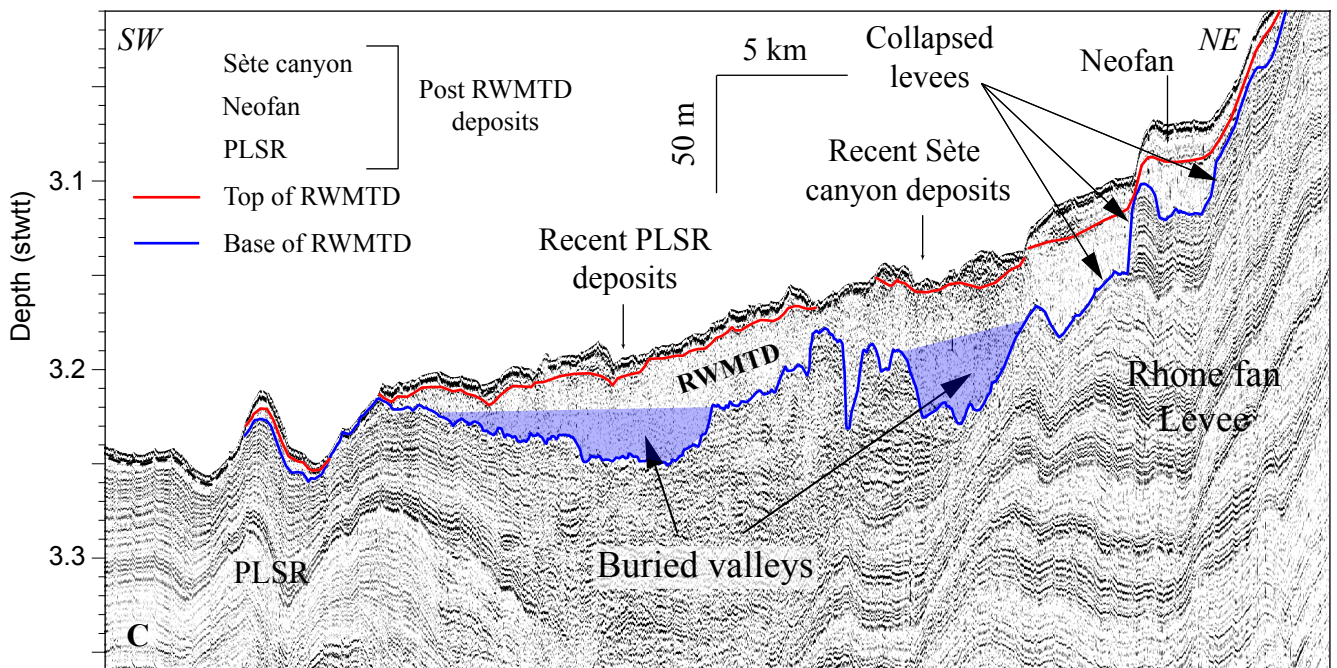 SW
NE
Sète canyon
Neofan
PLSR
Post RWMTD
deposits
Top of RWMTD
Base of RWMTD
5 km
50 m
Collapsed
levees
Neofan
Recent Sète
canyon deposits
Recent PLSR
deposits
Depth (stwtt)
3.1
3.2
3.3
RWMTD
Rhone fan
Levee
Buried valleys
PLSR
C